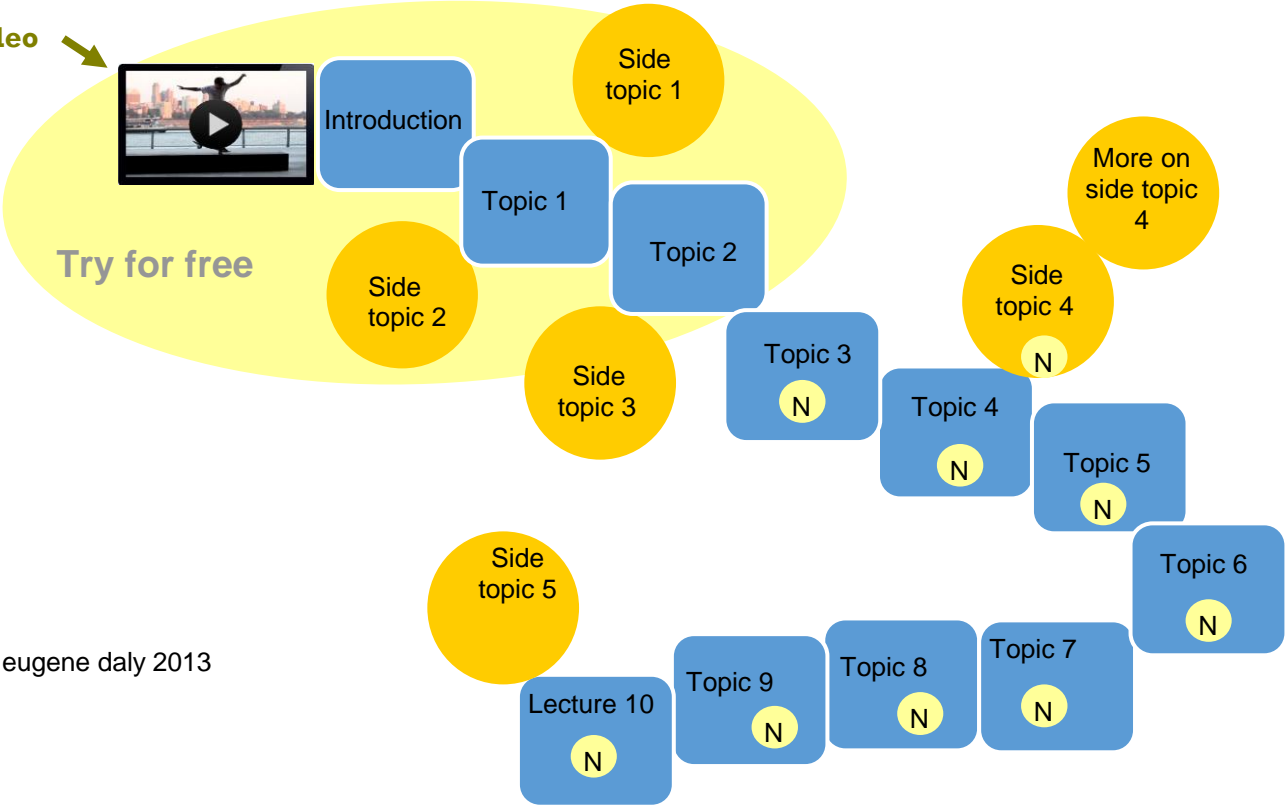 Introduction
Side
topic 1
Topic 1
Topic 2
Try for free
Side
topic 2
Side
topic 3
More on
side topic
4
Side
topic 4
N
Topic 3
N
Topic 4
N
Topic 5
N
Topic 6
N
Side
topic 5
eugene daly 2013
Topic 7
N
Topic 8
N
Topic 9
N
Lecture 10
N